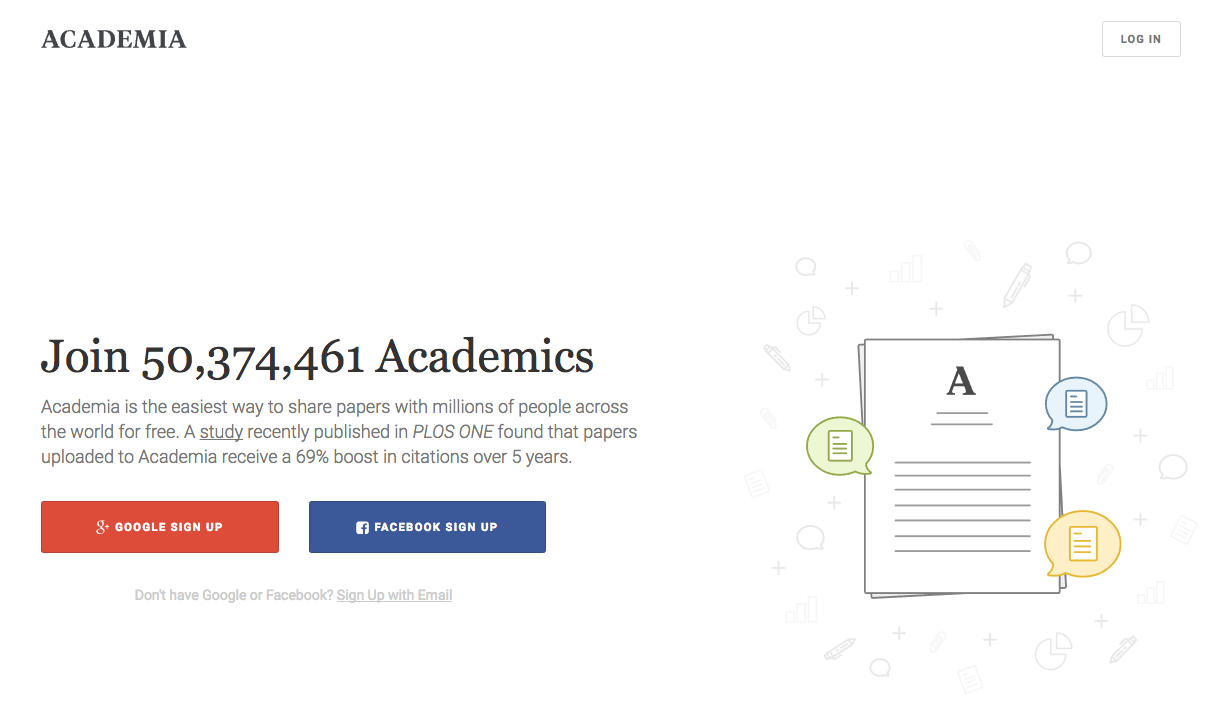 ACADEMIA
LOG IN
Join 50,374,461 Academics
Academia is the easiest way to share papers with millions of people across
the world for free. A study recently published in PLOS ONE found that papers
uploaded to Academia receive a 69% boost in citations over 5 years.
GOOGLE SIGN UP
FACEBOOK SIGN UP
Don't have Google or Facebook? Sign Up with Email
A